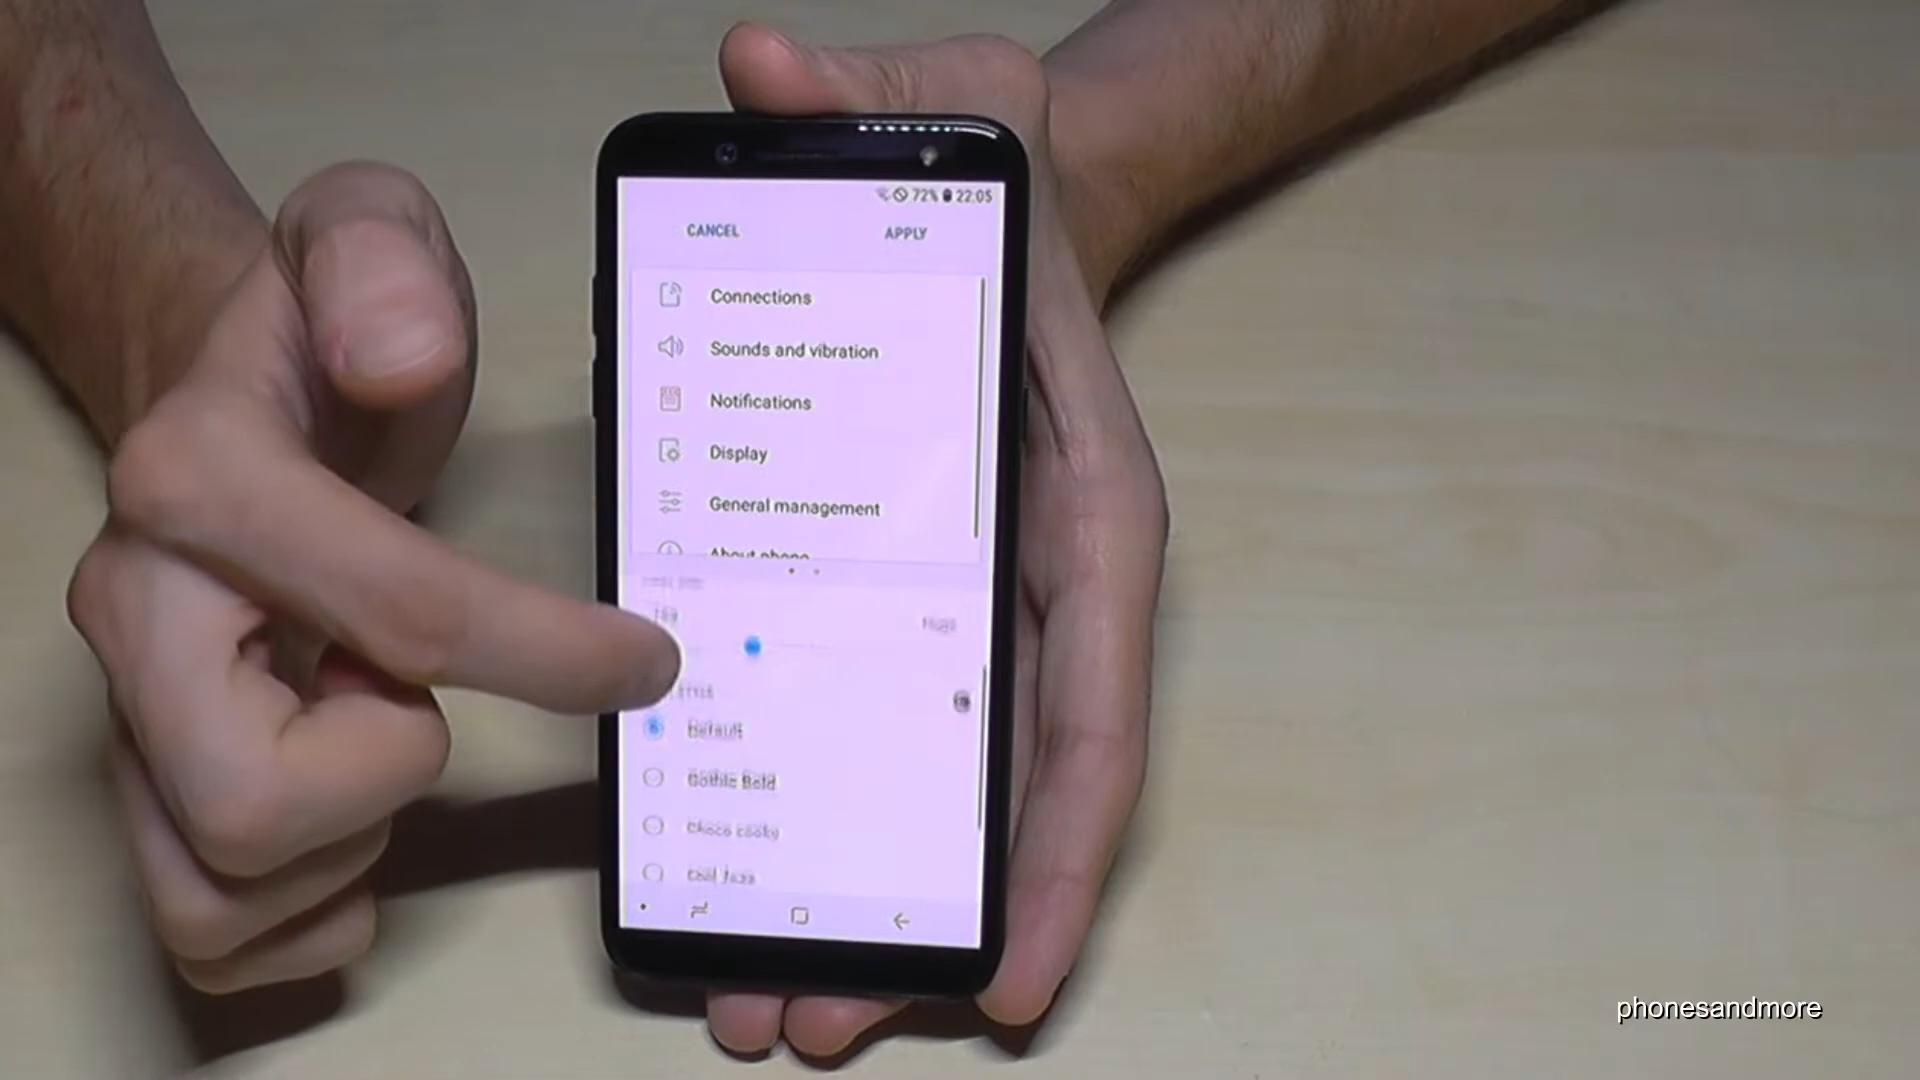 72% 22:05
CANCEL APPLY
Connections
Sounds and vibration
Notifications
Display
General management
About phone
Huge
Default
Gothic Bold
Choco cooky
Cool Jazz
phonesandmore